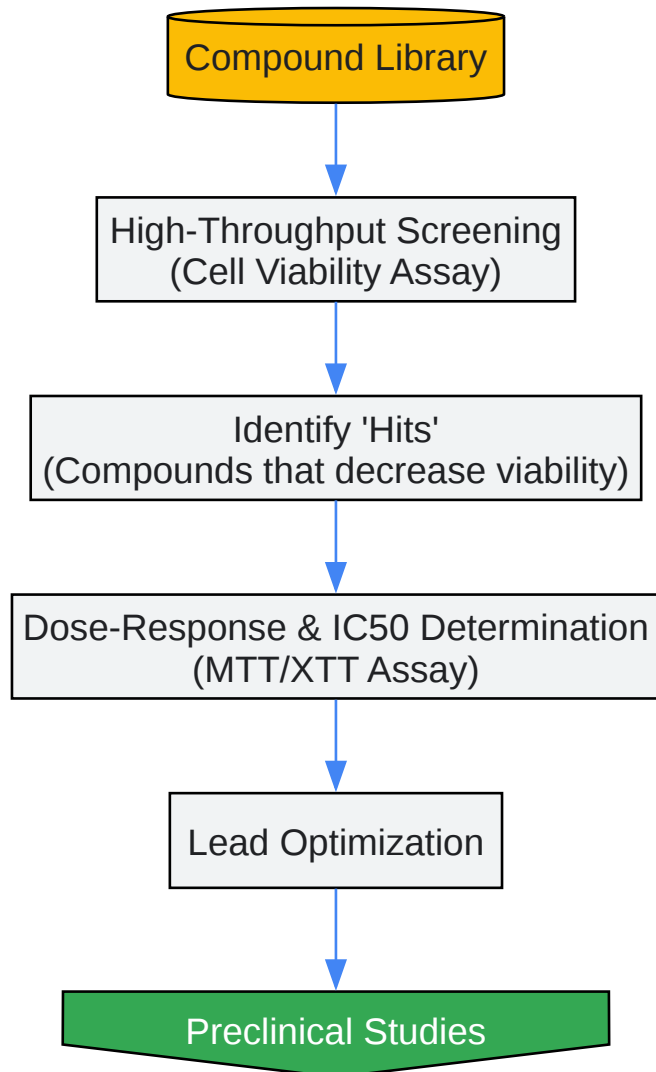 Compound Library
High-Throughput Screening
(Cell Viability Assay)
Identify 'Hits'
(Compounds that decrease viability)
Dose-Response & IC50 Determination
(MTT/XTT Assay)
Lead Optimization
Preclinical Studies